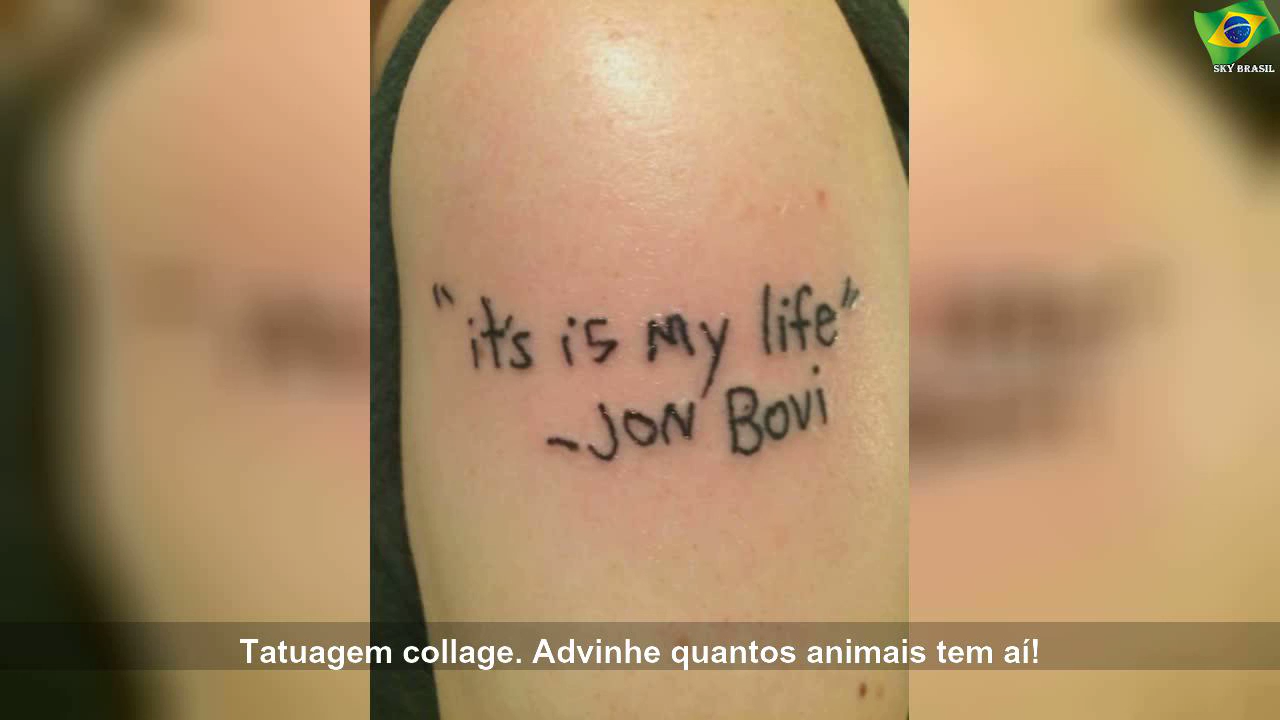 SKY BRASIL
"it's is my life"
-JON BOVI
Tatuagem collage. Advinhe quantos animais tem aí!